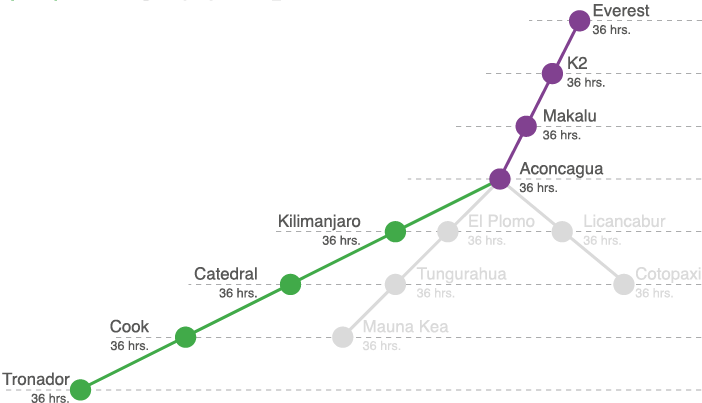 Everest
36 hrs.
K2
36 hrs.
Makalu
36 hrs.
Aconcagua
36 hrs.
Kilimanjaro
36 hrs.
El Plomo
36 hrs.
Licancabur
36 hrs.
Catedral
36 hrs.
Tungurahua
36 hrs.
Cotopaxi
36 hrs.
Cook
36 hrs.
Mauna Kea
36 hrs.
Tronador
36 hrs.